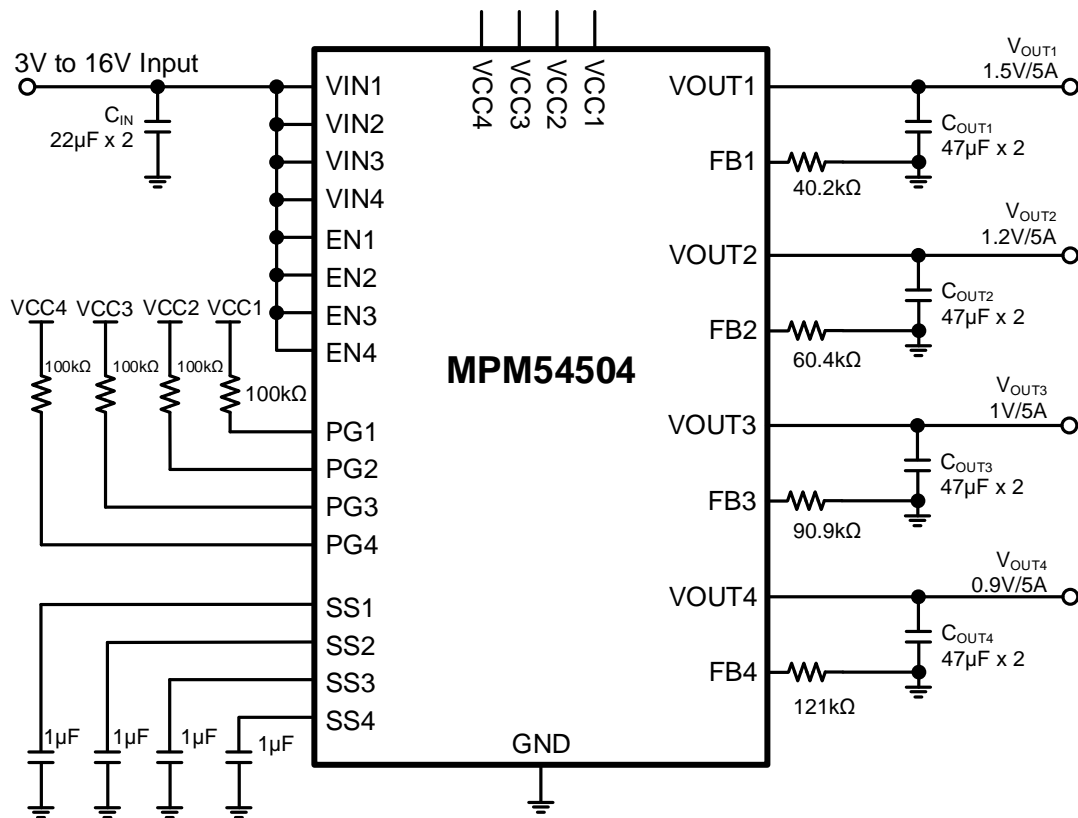 3V to 16V Input
CIN
22µF x 2
VIN1
VIN2
VIN3
VIN4
EN1
EN2
EN3
EN4
VCC4
VCC3
VCC2
VCC1
100kΩ
100kΩ
100kΩ
100kΩ
PG1
PG2
PG3
PG4
SS1
SS2
SS3
SS4
1µF
1µF
1µF
1µF
VCC4
VCC3
VCC2
VCC1
MPM54504
GND
VOUT1
FB1
40.2kΩ
VOUT1
1.5V/5A
COUT1
47µF x 2
VOUT2
FB2
60.4kΩ
VOUT2
1.2V/5A
COUT2
47µF x 2
VOUT3
FB3
90.9kΩ
VOUT3
1V/5A
COUT3
47µF x 2
VOUT4
FB4
121kΩ
VOUT4
0.9V/5A
COUT4
47µF x 2